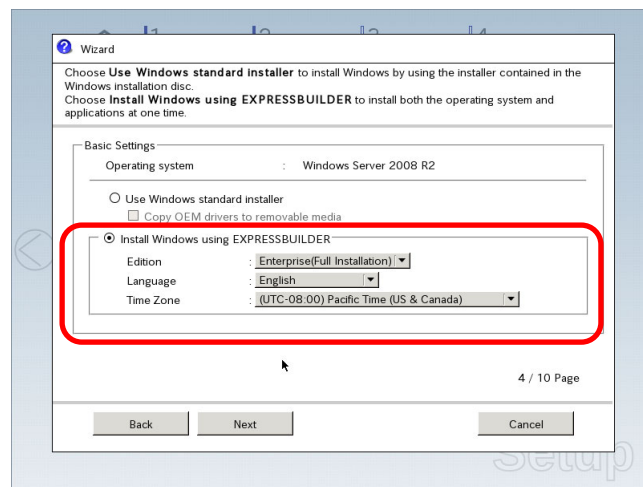 Wizard
Choose Use Windows standard installer to install Windows by using the installer contained in the
Windows installation disc.
Choose Install Windows using EXPRESSBUILDER to install both the operating system and
applications at one time.
Basic Settings
Operating system : Windows Server 2008 R2
Use Windows standard installer
Copy OEM drivers to removable media
Install Windows using EXPRESSBUILDER
Edition : Enterprise(Full Installation)
Language : English
Time Zone : (UTC-08:00) Pacific Time (US & Canada)
4 / 10 Page
Back Next Cancel
Setup